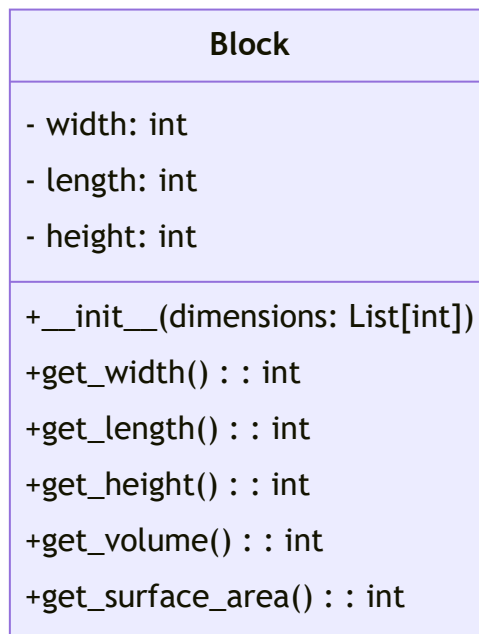 Block
- width: int
- length: int
- height: int
+__init__(dimensions: List[int])
+get_width() : : int
+get_length() : : int
+get_height() : : int
+get_volume() : : int
+get_surface_area() : : int